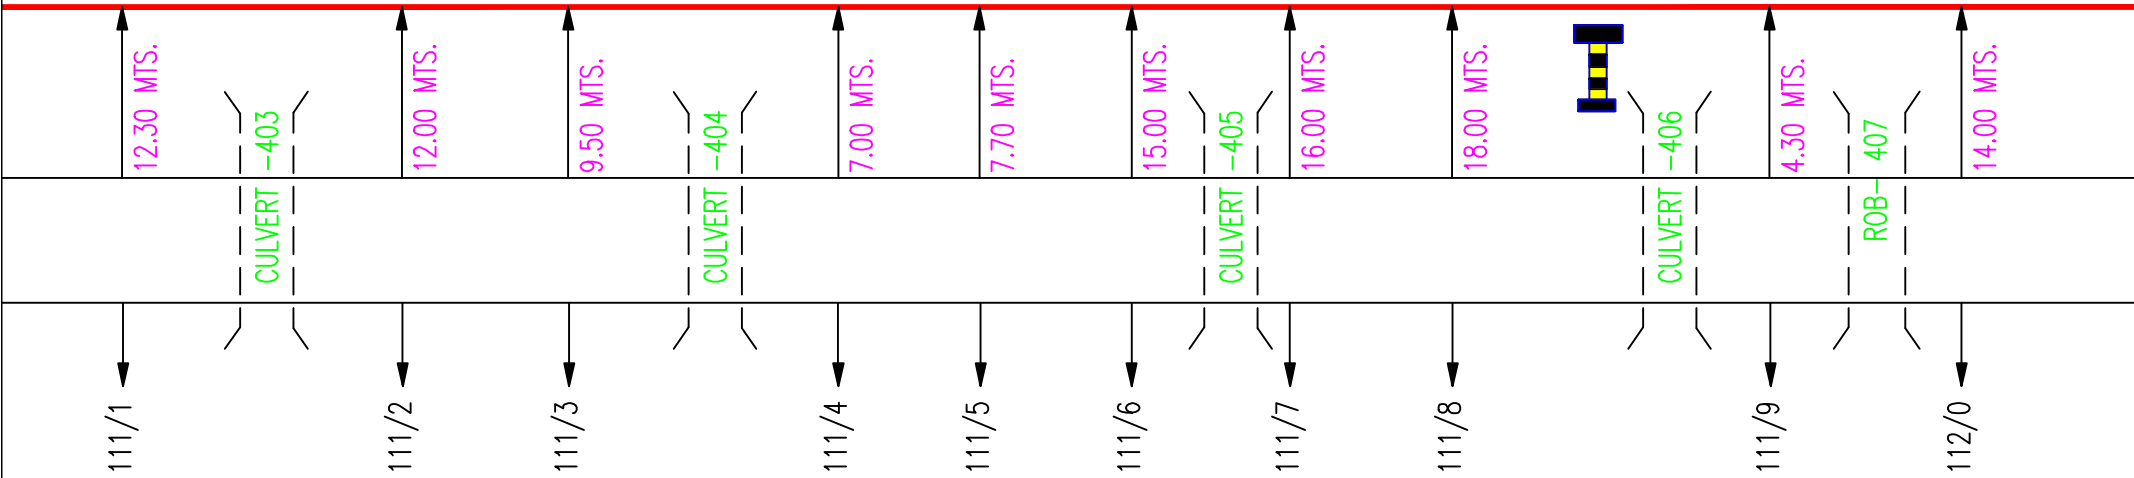 12.30 MTS.
CULVERT -403
12.00 MTS.
9.50 MTS.
CULVERT -404
7.00 MTS.
7.70 MTS.
15.00 MTS.
CULVERT -405
16.00 MTS.
18.00 MTS.
CULVERT -406
4.30 MTS.
ROB- 407
14.00 MTS.
111/1
111/2
111/3
111/4
111/5
111/6
111/7
111/8
111/9
112/0